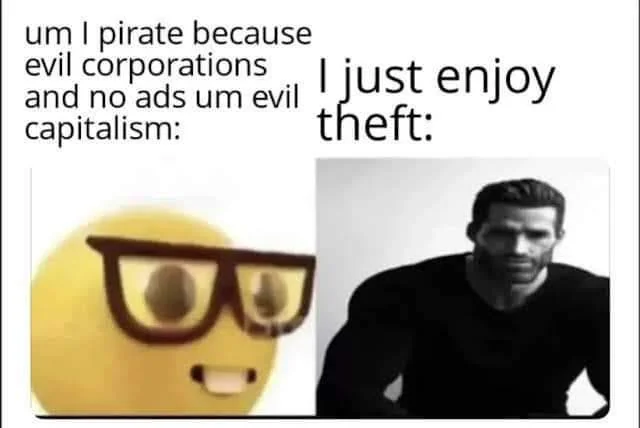 um I pirate because
evil corporations
and no ads um evil
capitalism:
I just enjoy
theft: